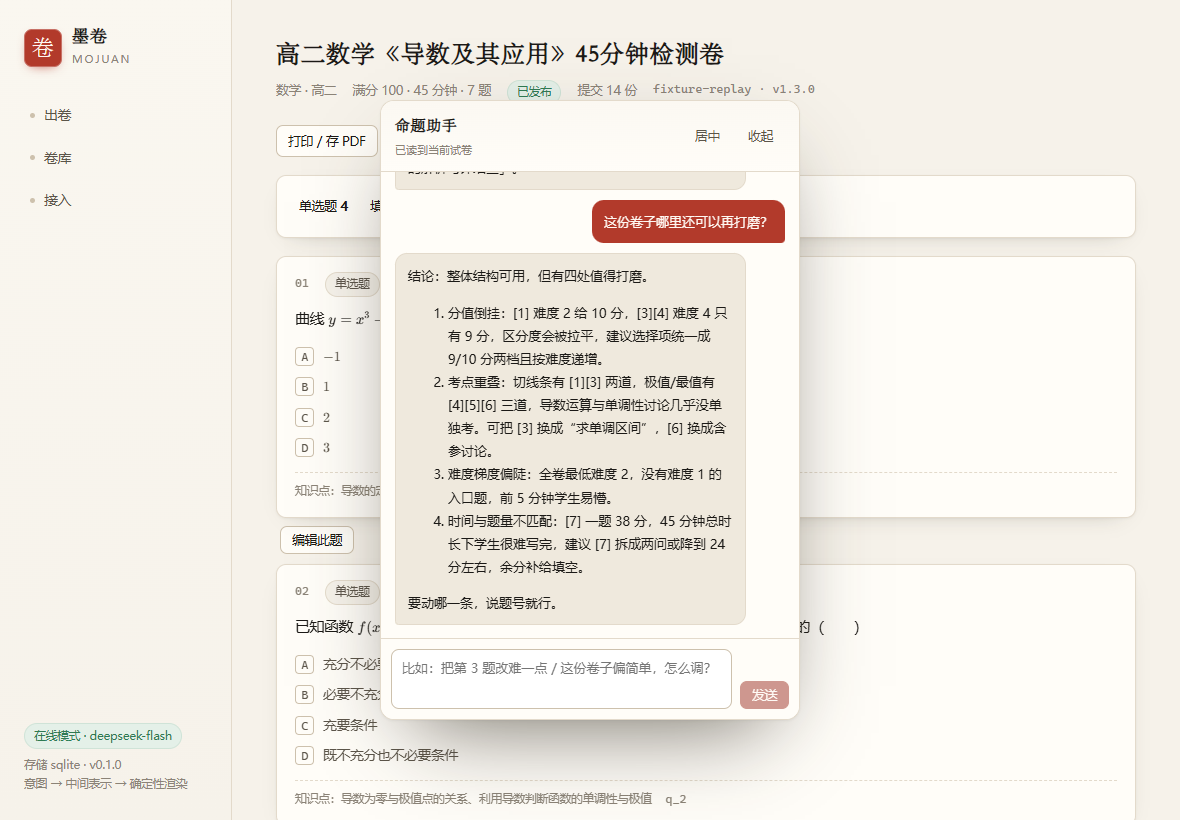 卷
墨卷
MOJUAN
出卷
卷库
接入
在线模式 · deepseek-flash
存储 sqlite · v0.1.0
意图 → 中间表示 → 确定性渲染
高二数学《导数及其应用》45分钟检测卷
数学 · 高二 满分 100 · 45 分钟 · 7 题 已发布 提交 14 份 fixture-replay · v1.3.0
打印 / 存 PDF
单选题 4
01 单选题
曲线 y = x³ −
A −1
B 1
C 2
D 3
知识点：导数的
编辑此题
02 单选题
已知函数 f(x 的（　　）
A 充分不必
B 必要不充
C 充要条件
D 既不充分也不必要条件
知识点：导数为零与极值点的关系、利用导数判断函数的单调性与极值 q_2
命题助手
已读到当前试卷
居中 收起
这份卷子哪里还可以再打磨？
结论：整体结构可用，但有四处值得打磨。
1. 分值倒挂：[1] 难度 2 给 10 分，[3][4] 难度 4 只
有 9 分，区分度会被拉平，建议选择项统一成
9/10 分两档且按难度递增。
2. 考点重叠：切线条有 [1][3] 两道，极值/最值有
[4][5][6] 三道，导数运算与单调性讨论几乎没单
独考。可把 [3] 换成“求单调区间”，[6] 换成含
参讨论。
3. 难度梯度偏陡：全卷最低难度 2，没有难度 1 的
入口题，前 5 分钟学生易懵。
4. 时间与题量不匹配：[7] 一题 38 分，45 分钟总时
长下学生很难写完，建议 [7] 拆成两问或降到 24
分左右，余分补给填空。
要动哪一条，说题号就行。
比如：把第 3 题改难一点 / 这份卷子偏简单，怎么调？
发送